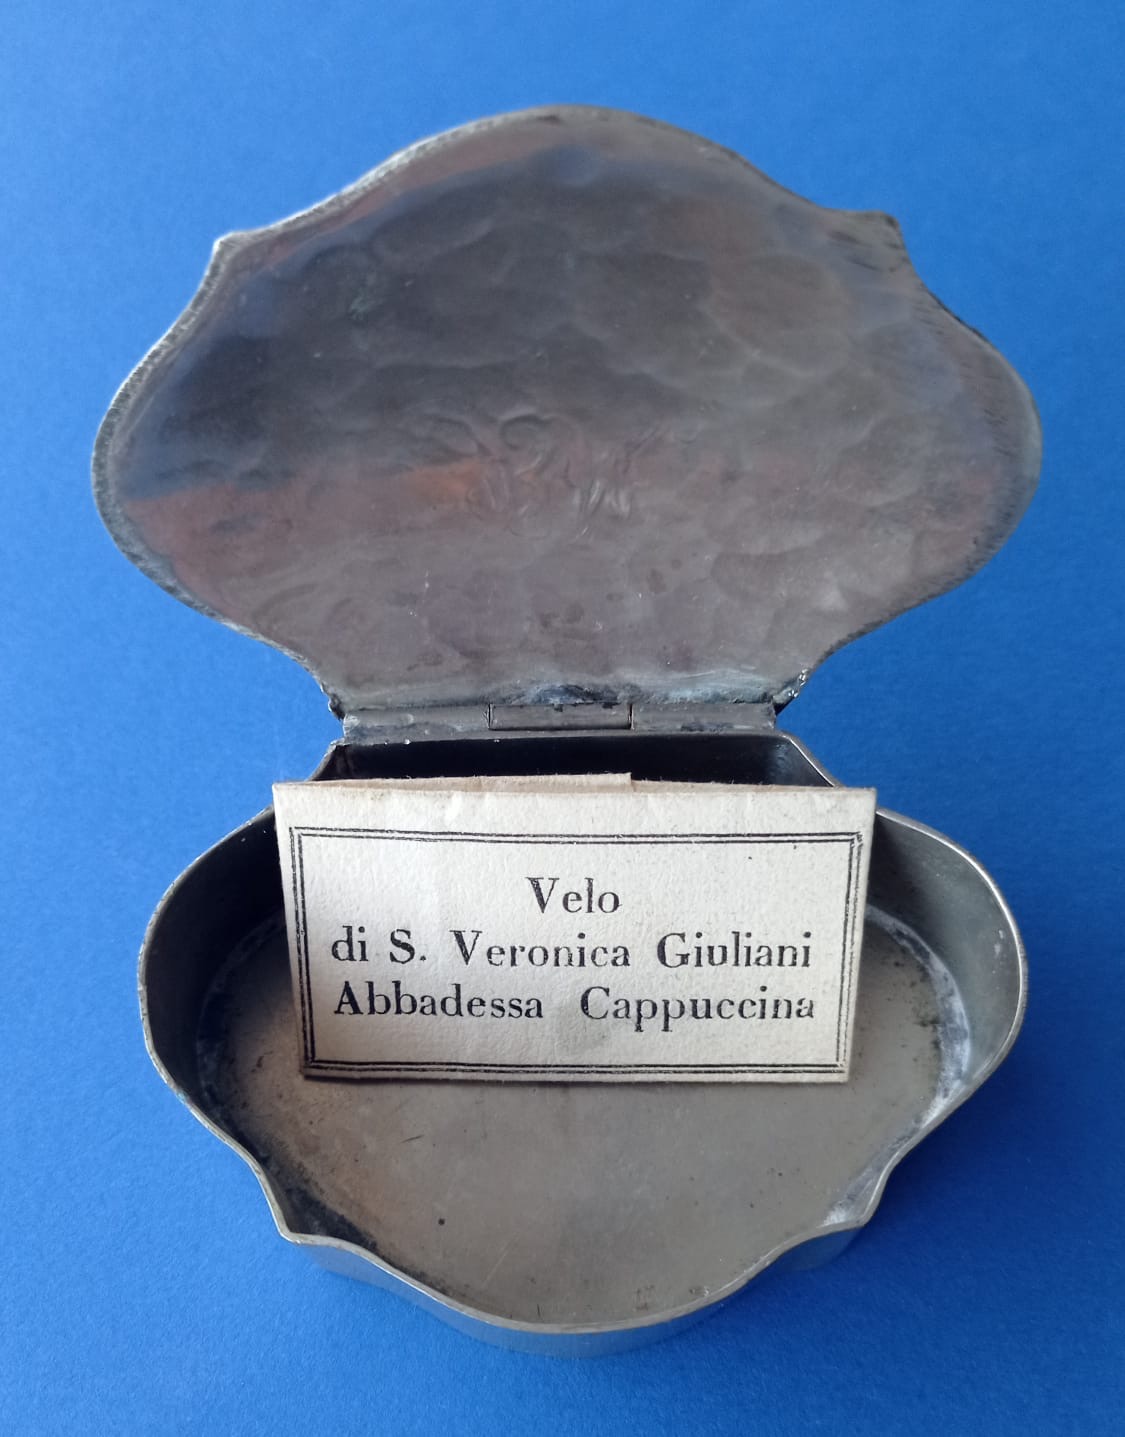 Velo
di S. Veronica Giuliani
Abbadessa Cappuccina